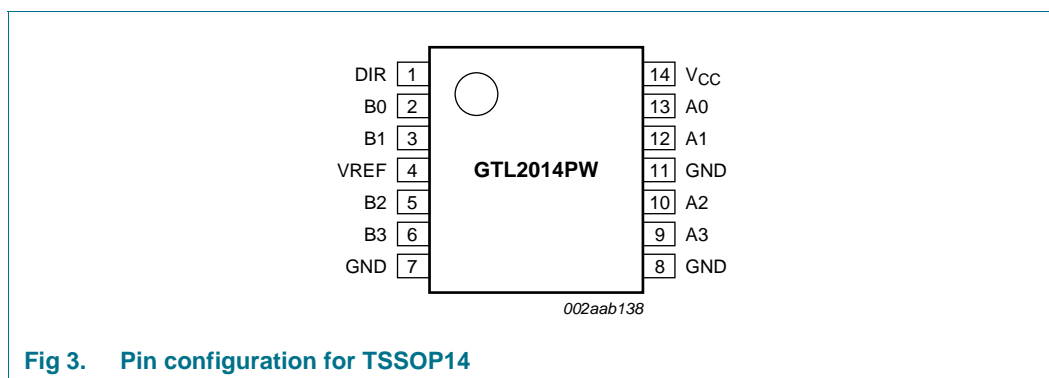 DIR 1 14 VCC
B0 2 13 A0
B1 3 12 A1
VREF 4 GTL2014PW 11 GND
B2 5 10 A2
B3 6 9 A3
GND 7 8 GND
002aab138
Fig 3. Pin configuration for TSSOP14